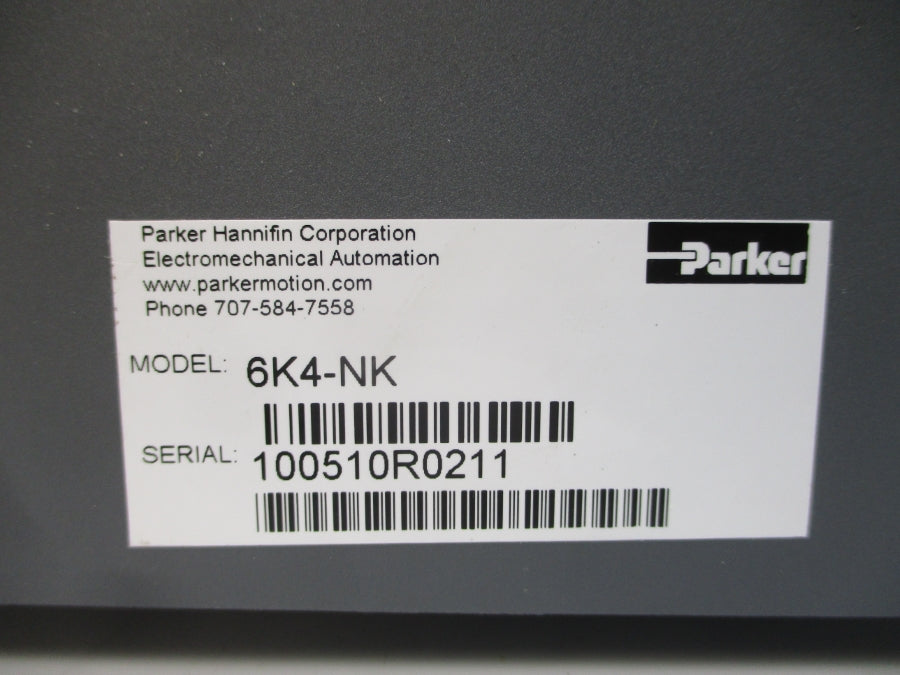 Parker Hannifin Corporation
Electromechanical Automation
www.parkermotion.com
Phone 707-584-7558
Parker
MODEL: 6K4-NK
SERIAL: 100510R0211